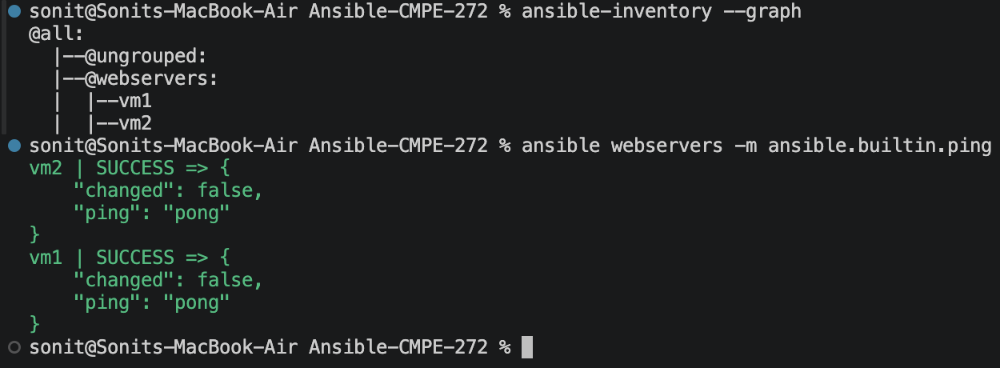 sonit@Sonits-MacBook-Air Ansible-CMPE-272 % ansible-inventory --graph
@all:
  |--@ungrouped:
  |--@webservers:
  |  |--vm1
  |  |--vm2
sonit@Sonits-MacBook-Air Ansible-CMPE-272 % ansible webservers -m ansible.builtin.ping
vm2 | SUCCESS => {
    "changed": false,
    "ping": "pong"
}
vm1 | SUCCESS => {
    "changed": false,
    "ping": "pong"
}
sonit@Sonits-MacBook-Air Ansible-CMPE-272 %